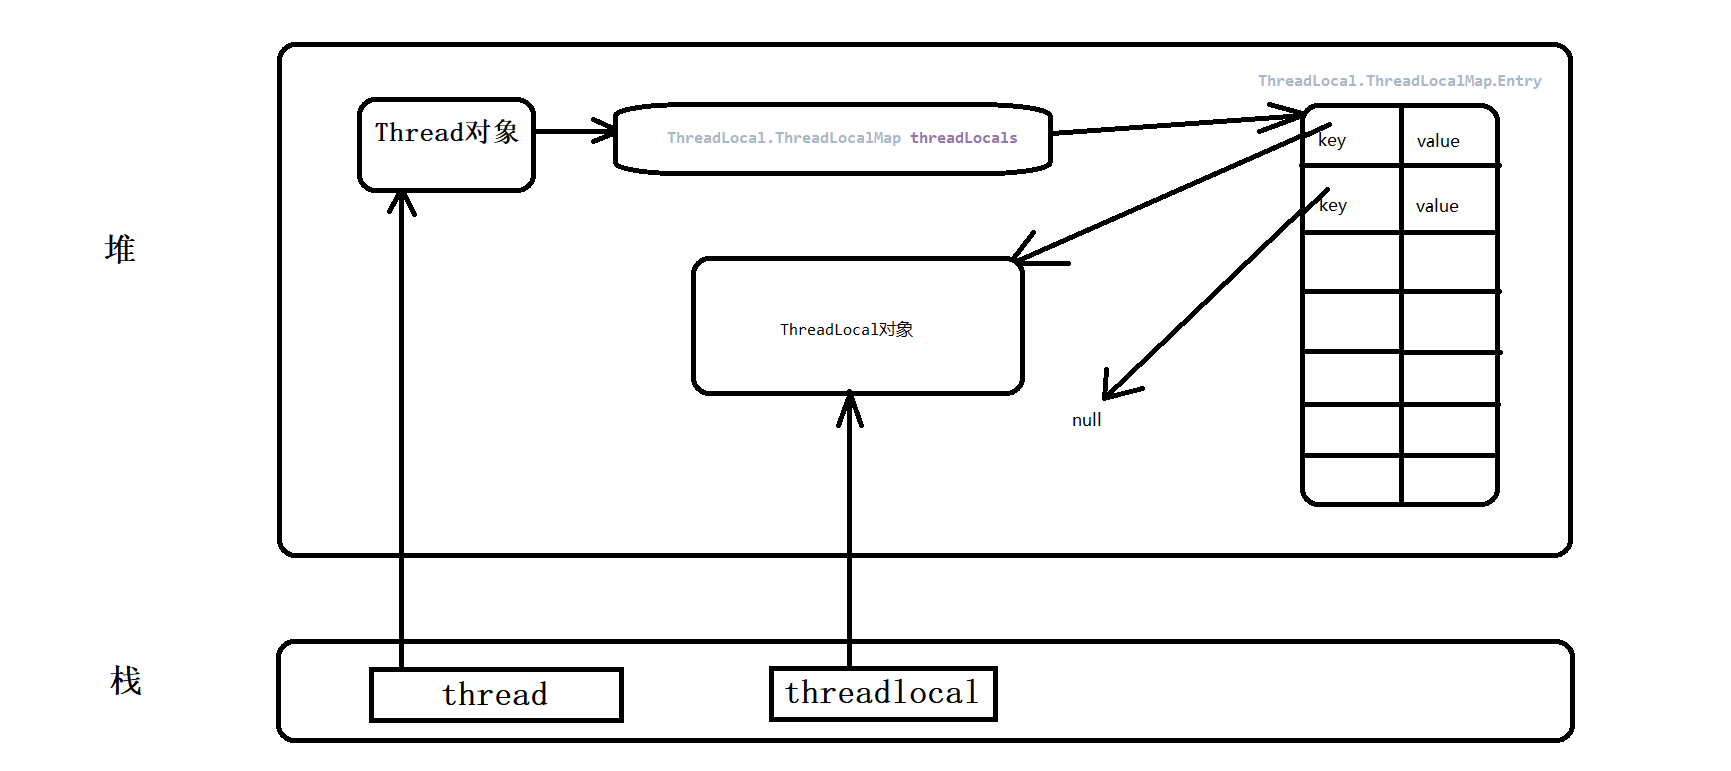 ThreadLocal.ThreadLocalMap.Entry
Thread对象
ThreadLocal.ThreadLocalMap threadLocals
key
value
key
value
堆
ThreadLocal对象
null
栈
thread
threadlocal